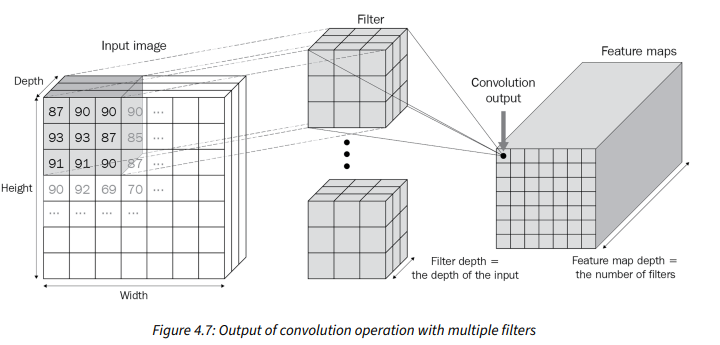 Filter
Input image
Feature maps
Depth
Convolution
output
87 90 90 90 ...
93 93 87 85 ...
91 91 90 87 ...
Height
90 92 69 70 ...
... ...
Filter depth =
the depth of the input
Feature map depth =
the number of filters
Width
Figure 4.7: Output of convolution operation with multiple filters